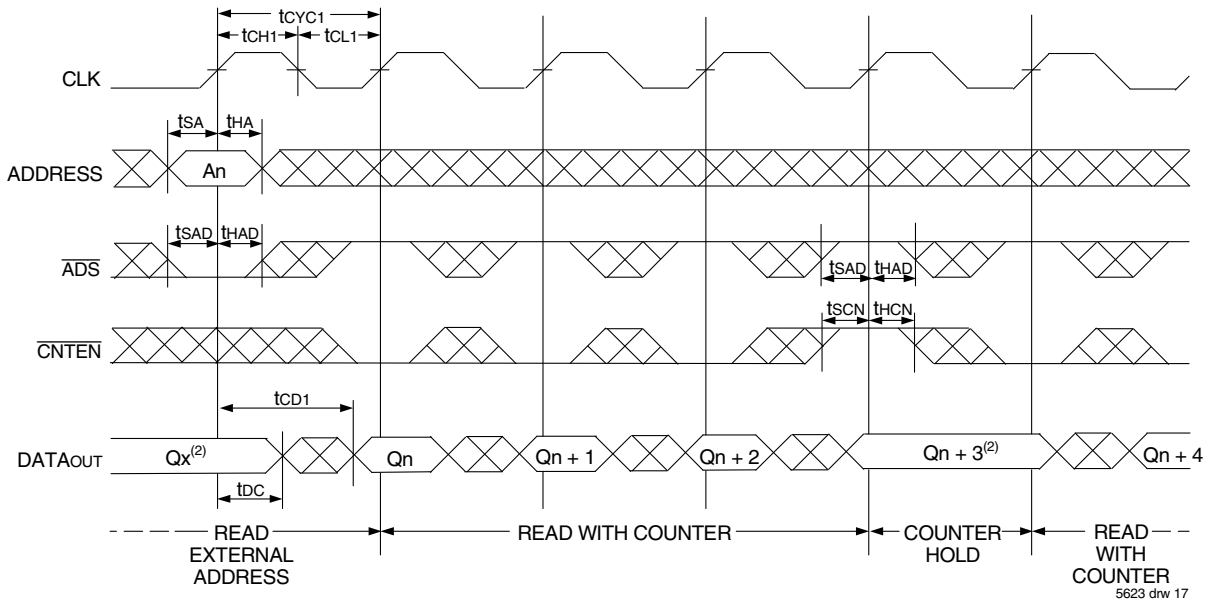 tCYC1
tCH1 tCL1
CLK
tSA tHA
ADDRESS An
tSAD tHAD
ADS
tSAD tHAD
tSCN tHCN
CNTEN
tCD1
DATAOUT Qx(2) Qn Qn + 1 Qn + 2 Qn + 3(2) Qn + 4
tDC
READ EXTERNAL ADDRESS
READ WITH COUNTER
COUNTER HOLD
READ WITH COUNTER
5623 drw 17